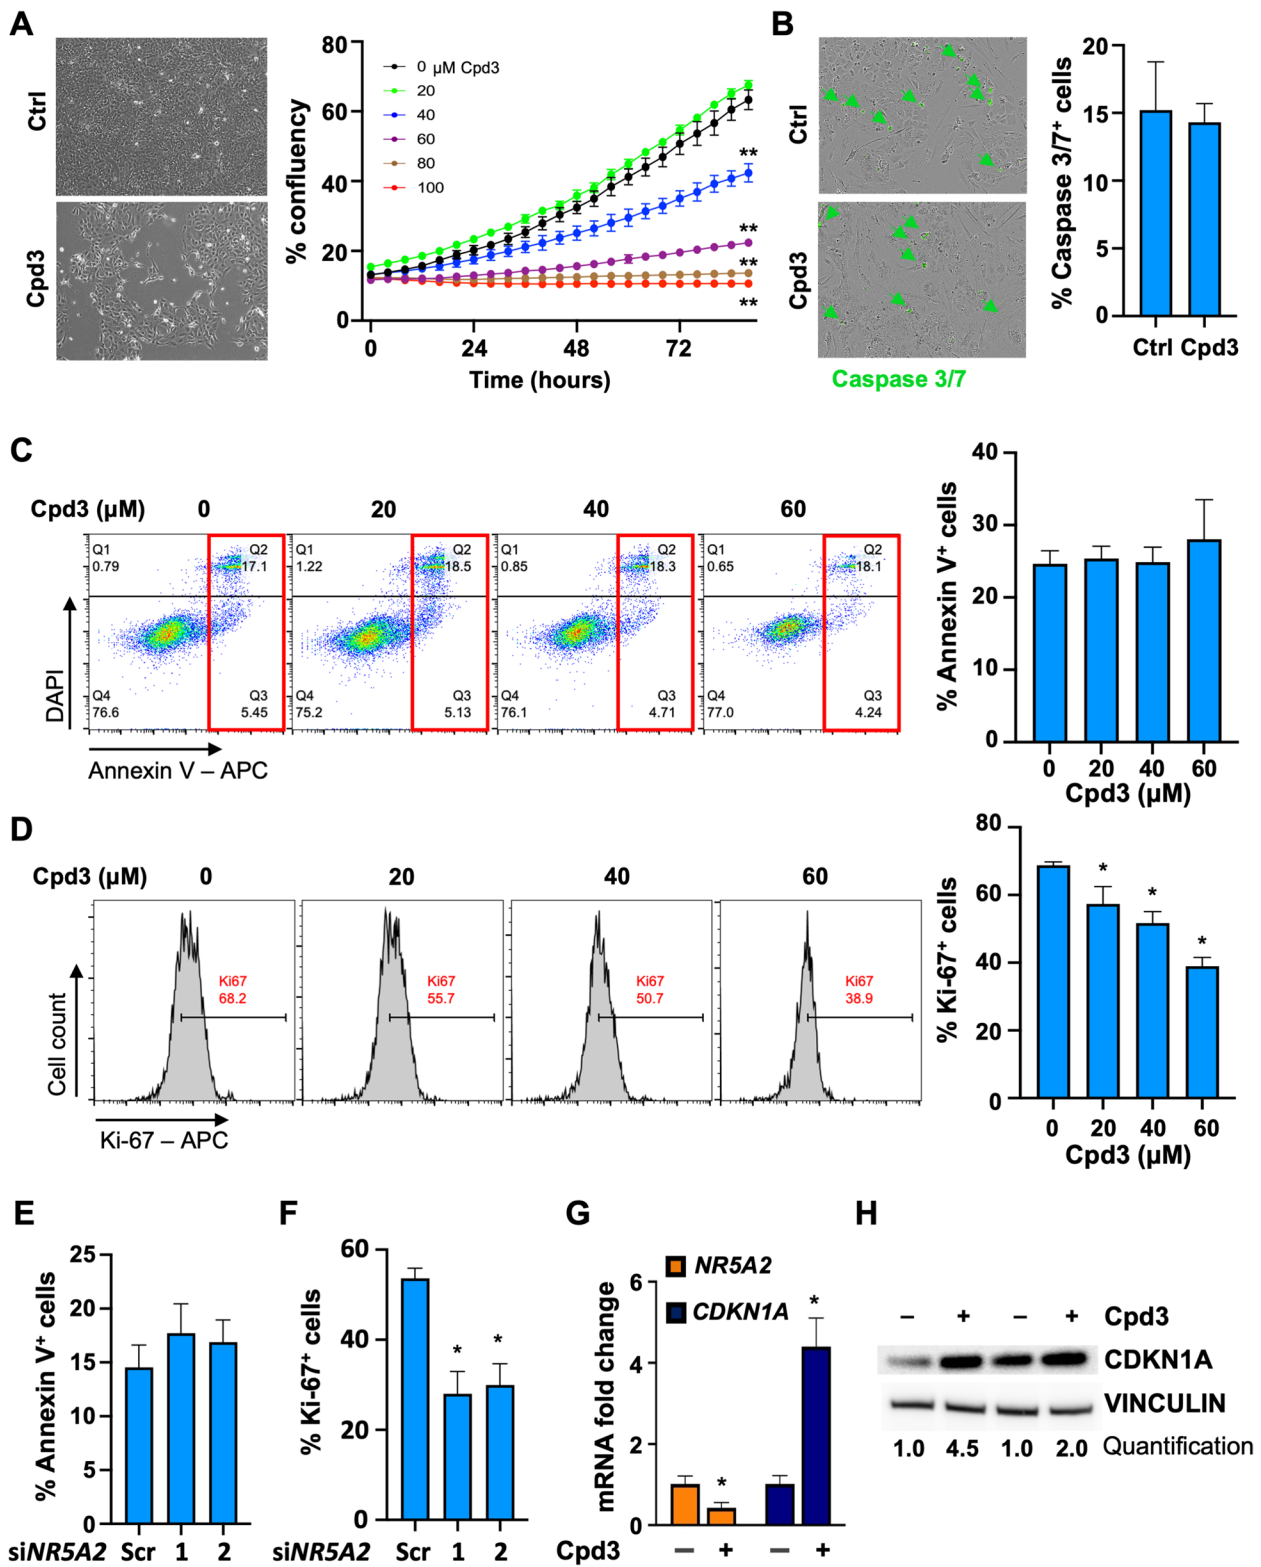 A
Ctrl
Cpd3
% confluency
80
60
40
20
0
0 µM Cpd3
20
40
60
80
100
**
**
**
**
0 24 48 72
Time (hours)
B
Ctrl
Cpd3
Caspase 3/7
% Caspase 3/7+ cells
20
15
10
5
0
Ctrl Cpd3
C
Cpd3 (µM) 0 20 40 60
Q1
0.79
Q2
17.1
Q4
76.6
Q3
5.45
Q1
1.22
Q2
18.5
Q4
75.2
Q3
5.13
Q1
0.85
Q2
18.3
Q4
76.1
Q3
4.71
Q1
0.65
Q2
18.1
Q4
77.0
Q3
4.24
DAPI
Annexin V – APC
% Annexin V+ cells
40
30
20
10
0
0 20 40 60
Cpd3 (µM)
D
Cpd3 (µM) 0 20 40 60
Ki67
68.2
Ki67
55.7
Ki67
50.7
Ki67
38.9
Cell count
Ki-67 – APC
% Ki-67+ cells
80
60
40
20
0
* * *
0 20 40 60
Cpd3 (µM)
E
% Annexin V+ cells
25
20
15
10
5
0
siNR5A2 Scr 1 2
F
% Ki-67+ cells
60
40
20
0
* *
siNR5A2 Scr 1 2
G
NR5A2
CDKN1A
mRNA fold change
6
4
2
0
* *
Cpd3 – + – +
H
– + – + Cpd3
CDKN1A
VINCULIN
1.0 4.5 1.0 2.0 Quantification